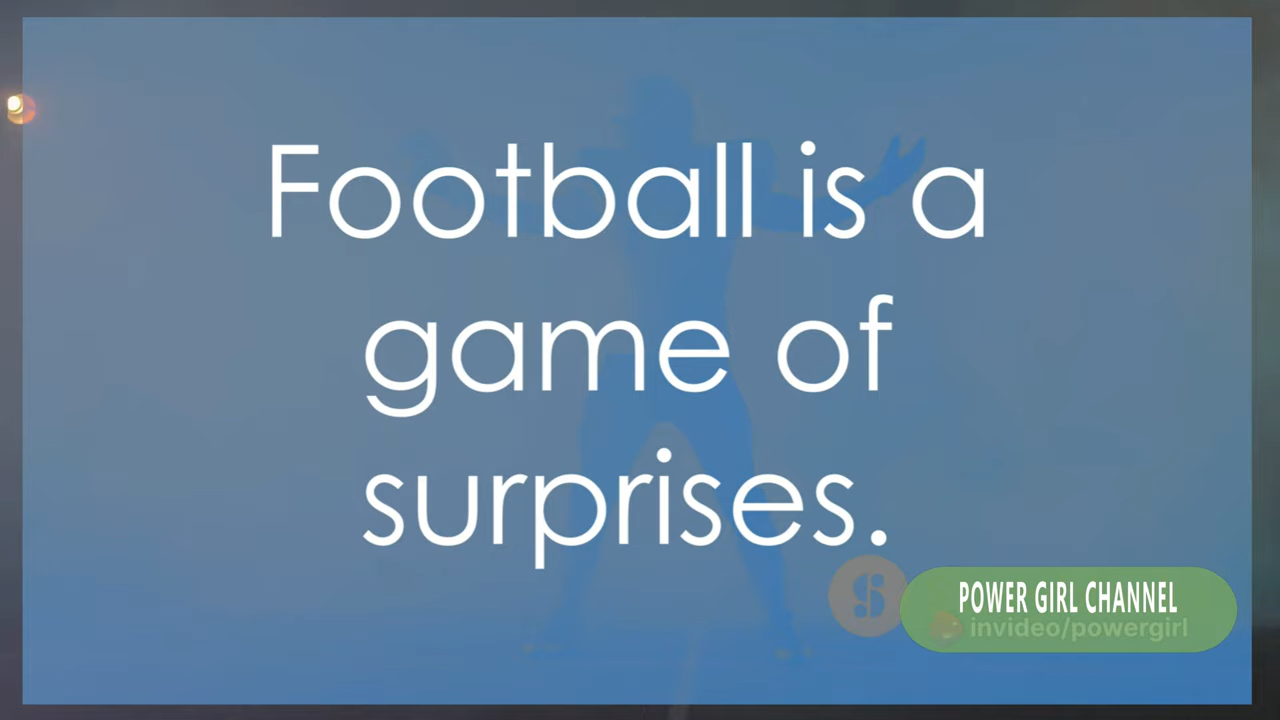 Football is a
game of
surprises.
$
POWER GIRL CHANNEL
invideo/powergirl